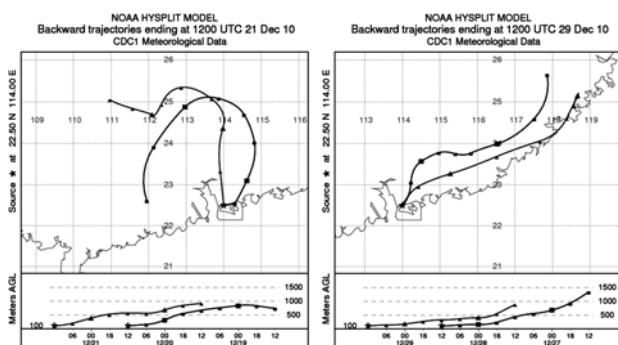 NOAA HYSPLIT MODEL
Backward trajectories ending at 1200 UTC 21 Dec 10
CDC1 Meteorological Data
Source ★ at 22.50 N 114.00 E
26
25
109 110 111 112 113 114 115 116
24
23
22
21
Meters AGL
1500
1000
500
100
06 00 18 12 06 00 18 12 06 00 18 12
12/21 12/20 12/19
NOAA HYSPLIT MODEL
Backward trajectories ending at 1200 UTC 29 Dec 10
CDC1 Meteorological Data
Source ★ at 22.50 N 114.00 E
26
25
113 114 115 116 117 118 119
24
23
22
21
Meters AGL
1500
1000
500
100
06 00 18 12 06 00 18 12 06 00 18 12
12/29 12/28 12/27